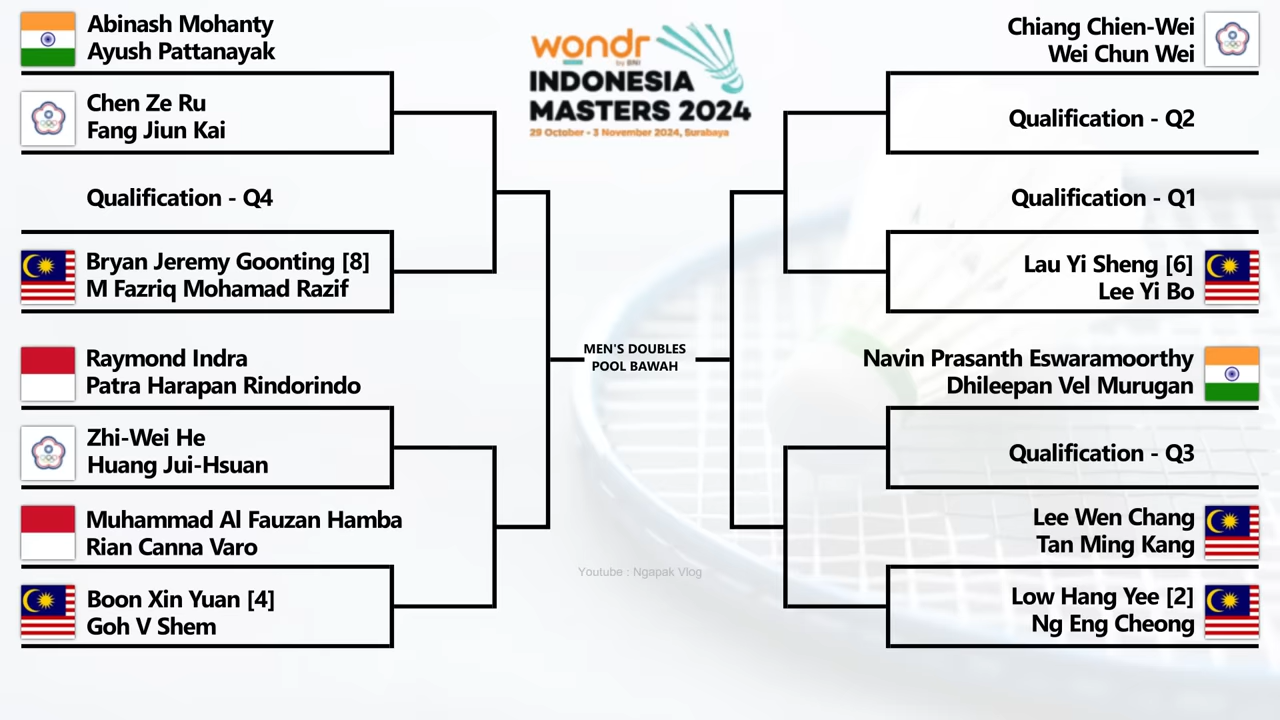 Abinash Mohanty
Ayush Pattanayak
Chen Ze Ru
Fang Jiun Kai
Qualification - Q4
Bryan Jeremy Goonting [8]
M Fazriq Mohamad Razif
Raymond Indra
Patra Harapan Rindorindo
Zhi-Wei He
Huang Jui-Hsuan
Muhammad Al Fauzan Hamba
Rian Canna Varo
Boon Xin Yuan [4]
Goh V Shem
wondr
by BNI
INDONESIA
MASTERS 2024
29 October - 3 November 2024, Surabaya
MEN'S DOUBLES
POOL BAWAH
Youtube : Ngapak Vlog
Chiang Chien-Wei
Wei Chun Wei
Qualification - Q2
Qualification - Q1
Lau Yi Sheng [6]
Lee Yi Bo
Navin Prasanth Eswaramoorthy
Dhileepan Vel Murugan
Qualification - Q3
Lee Wen Chang
Tan Ming Kang
Low Hang Yee [2]
Ng Eng Cheong